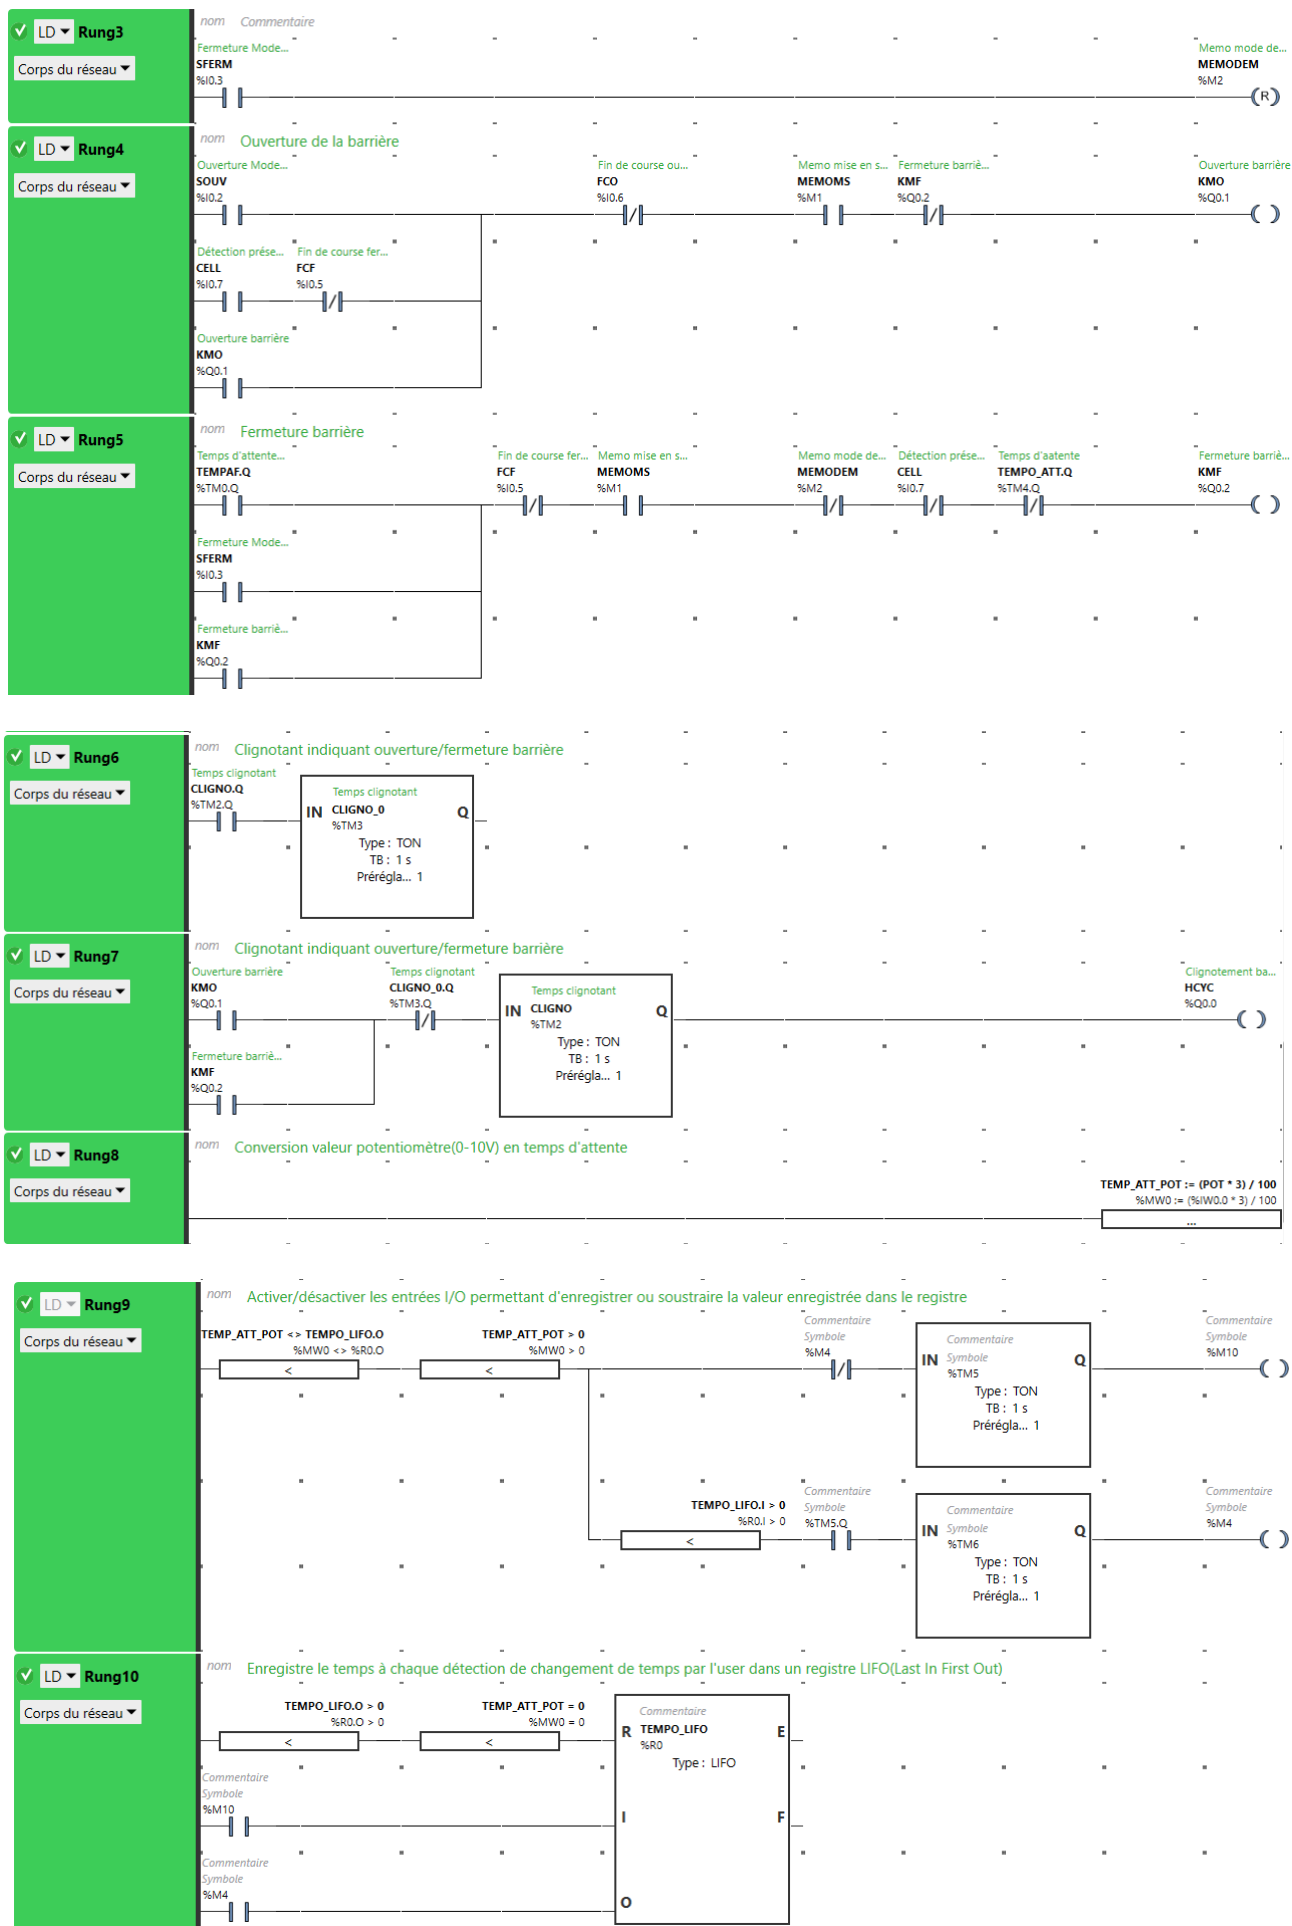 LD Rung3
Corps du réseau
nom Commentaire
Fermeture Mode...
SFERM
%I0.3
Memo mode de...
MEMODEM
%M2
R
LD Rung4
Corps du réseau
nom Ouverture de la barrière
Ouverture Mode...
SOUV
%I0.2
Fin de course ou...
FCO
%I0.6
Memo mise en s...
MEMOMS
%M1
Fermeture barriè...
KMF
%Q0.2
Ouverture barrière
KMO
%Q0.1
Détection prése...
CELL
%I0.7
Fin de course fer...
FCF
%I0.5
Ouverture barrière
KMO
%Q0.1
LD Rung5
Corps du réseau
nom Fermeture barrière
Temps d'attente...
TEMPAF.Q
%TM0.Q
Fin de course fer...
FCF
%I0.5
Memo mise en s...
MEMOMS
%M1
Memo mode de...
MEMODEM
%M2
Détection prése...
CELL
%I0.7
Temps d'aatente
TEMPO_ATT.Q
%TM4.Q
Fermeture barriè...
KMF
%Q0.2
Fermeture Mode...
SFERM
%I0.3
Fermeture barriè...
KMF
%Q0.2
LD Rung6
Corps du réseau
nom Clignotant indiquant ouverture/fermeture barrière
Temps clignotant
CLIGNO.Q
%TM2.Q
Temps clignotant
IN CLIGNO_0 Q
%TM3
Type : TON
TB : 1 s
Prérégla... 1
LD Rung7
Corps du réseau
nom Clignotant indiquant ouverture/fermeture barrière
Ouverture barrière
KMO
%Q0.1
Temps clignotant
CLIGNO_0.Q
%TM3.Q
Temps clignotant
IN CLIGNO Q
%TM2
Type : TON
TB : 1 s
Prérégla... 1
Clignotement ba...
HCYC
%Q0.0
Fermeture barriè...
KMF
%Q0.2
LD Rung8
Corps du réseau
nom Conversion valeur potentiomètre(0-10V) en temps d'attente
TEMP_ATT_POT := (POT * 3) / 100
%MW0 := (%IW0.0 * 3) / 100
...
LD Rung9
Corps du réseau
nom Activer/désactiver les entrées I/O permettant d'enregistrer ou soustraire la valeur enregistrée dans le registre
TEMP_ATT_POT <> TEMPO_LIFO.O
%MW0 <> %R0.O
<
TEMP_ATT_POT > 0
%MW0 > 0
<
Commentaire
Symbole
%M4
Commentaire
IN Symbole Q
%TM5
Type : TON
TB : 1 s
Prérégla... 1
Commentaire
Symbole
%M10
TEMPO_LIFO.I > 0
%R0.I > 0
<
Commentaire
Symbole
%TM5.Q
Commentaire
IN Symbole Q
%TM6
Type : TON
TB : 1 s
Prérégla... 1
Commentaire
Symbole
%M4
LD Rung10
Corps du réseau
nom Enregistre le temps à chaque détection de changement de temps par l'user dans un registre LIFO(Last In First Out)
TEMPO_LIFO.O > 0
%R0.O > 0
<
TEMP_ATT_POT = 0
%MW0 = 0
<
Commentaire
R TEMPO_LIFO E
%R0
Type : LIFO
Commentaire
Symbole
%M10
I F
Commentaire
Symbole
%M4
O